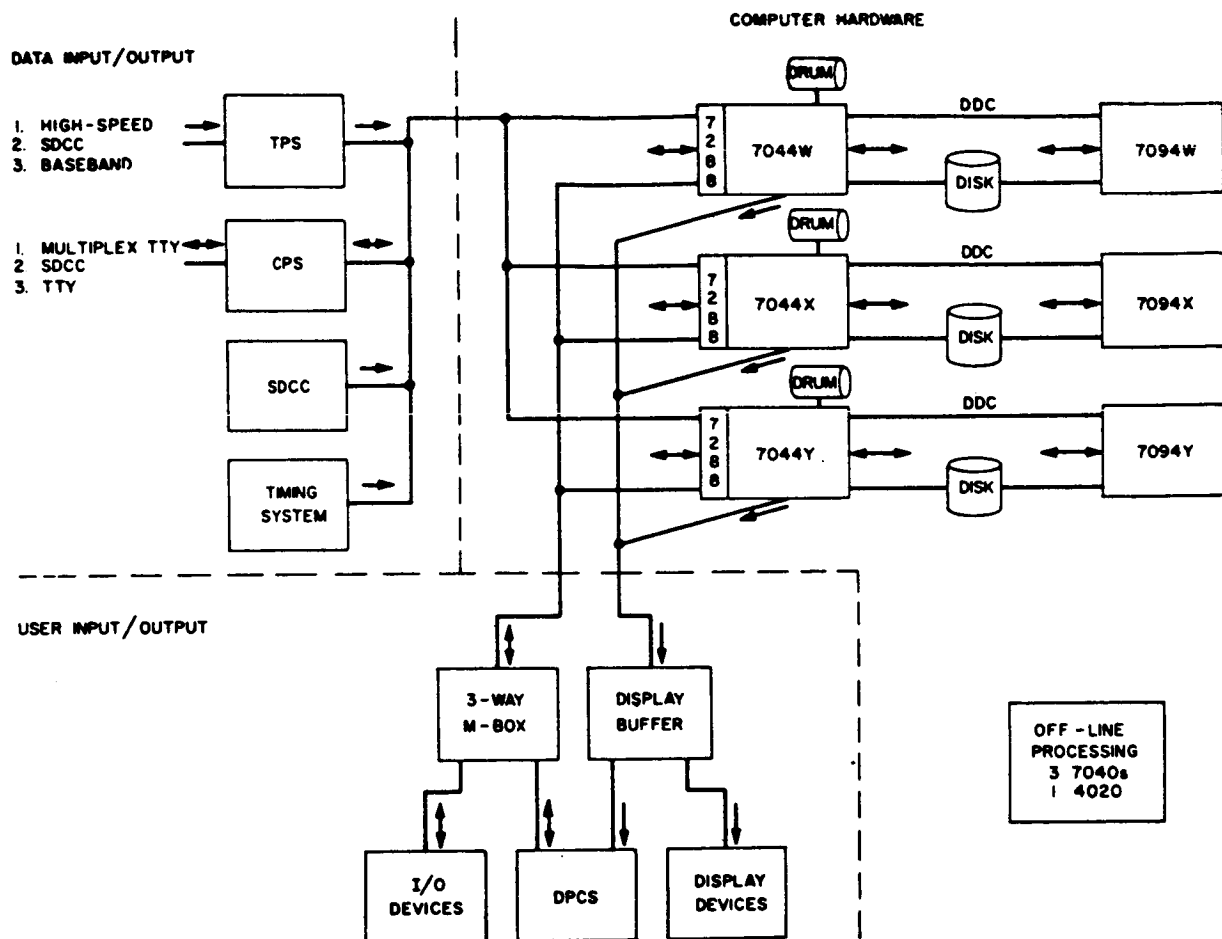 COMPUTER HARDWARE
DATA INPUT/OUTPUT
1. HIGH-SPEED
2. SDCC
3. BASEBAND
TPS
1. MULTIPLEX TTY
2. SDCC
3. TTY
CPS
SDCC
TIMING
SYSTEM
DRUM
7288
7044W
DDC
DISK
7094W
DRUM
7288
7044X
DDC
DISK
7094X
DRUM
7288
7044Y
DDC
DISK
7094Y
USER INPUT/OUTPUT
3-WAY
M-BOX
DISPLAY
BUFFER
I/O
DEVICES
DPCS
DISPLAY
DEVICES
OFF-LINE
PROCESSING
3 7040s
1 4020